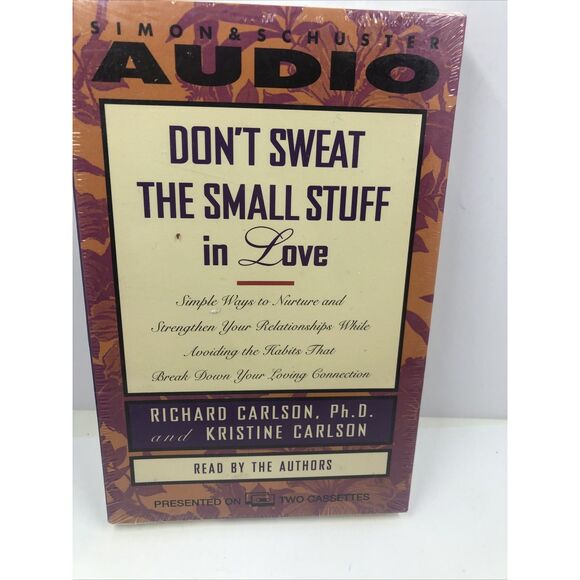 SIMON & SCHUSTER
AUDIO
DON'T SWEAT
THE SMALL STUFF
in Love
Simple Ways to Nurture and
Strengthen Your Relationships While
Avoiding the Habits That
Break Down Your Loving Connection
RICHARD CARLSON, Ph.D.
and KRISTINE CARLSON
READ BY THE AUTHORS
PRESENTED ON TWO CASSETTES